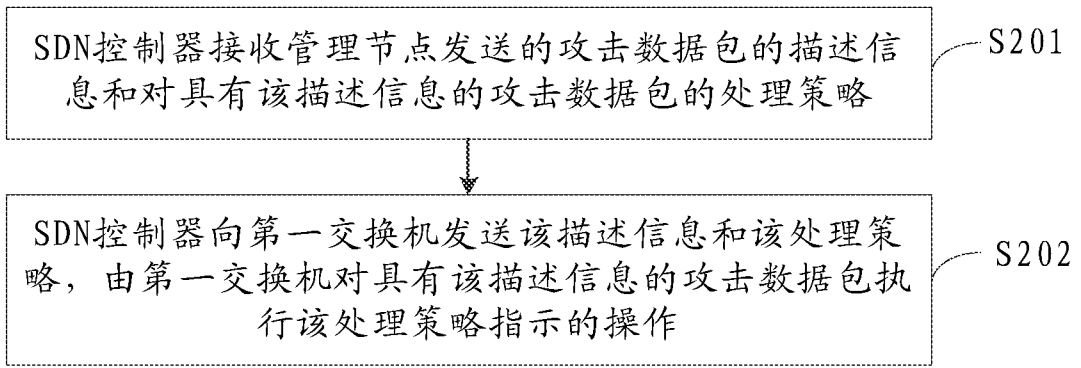 SDN控制器接收管理节点发送的攻击数据包的描述信
息和对具有该描述信息的攻击数据包的处理策略
S201
SDN控制器向第一交换机发送该描述信息和该处理策
略，由第一交换机对具有该描述信息的攻击数据包执
行该处理策略指示的操作
S202